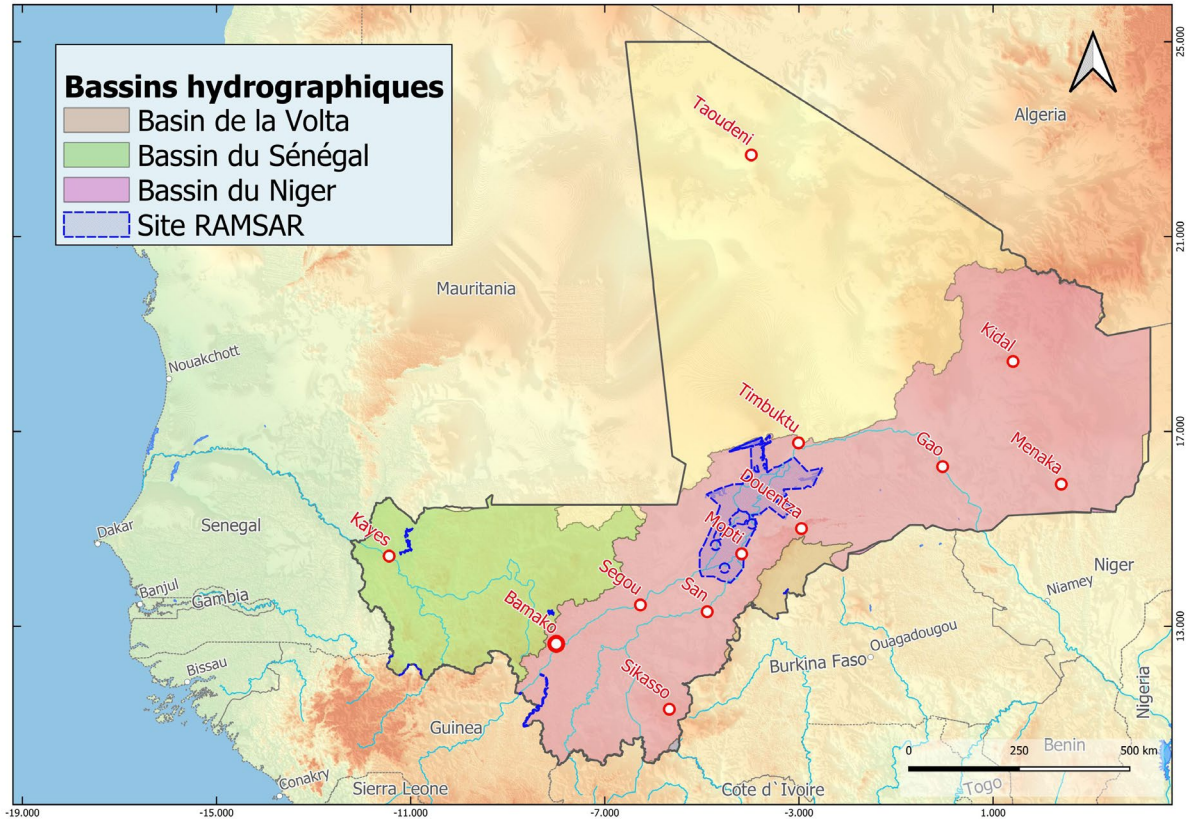 Bassins hydrographiques
Basin de la Volta
Bassin du Sénégal
Bassin du Niger
Site RAMSAR
25.000
Algeria
Taoudeni
21.000
Mauritania
Kidal
Nouakchott
Timbuktu
17.000
Gao
Menaka
Douentza
Dakar
Senegal
Kayes
Mopti
Niger
Segou
San
Niamey
Banjul
Gambia
Bamako
13.000
Ouagadougou
Burkina Faso
Bissau
Sikasso
Nigeria
Guinea
0 250 500 km
Benin
Conakry
Sierra Leone
Cote d`Ivoire
Togo
-19.000 -15.000 -11.000 -7.000 -3.000 1.000